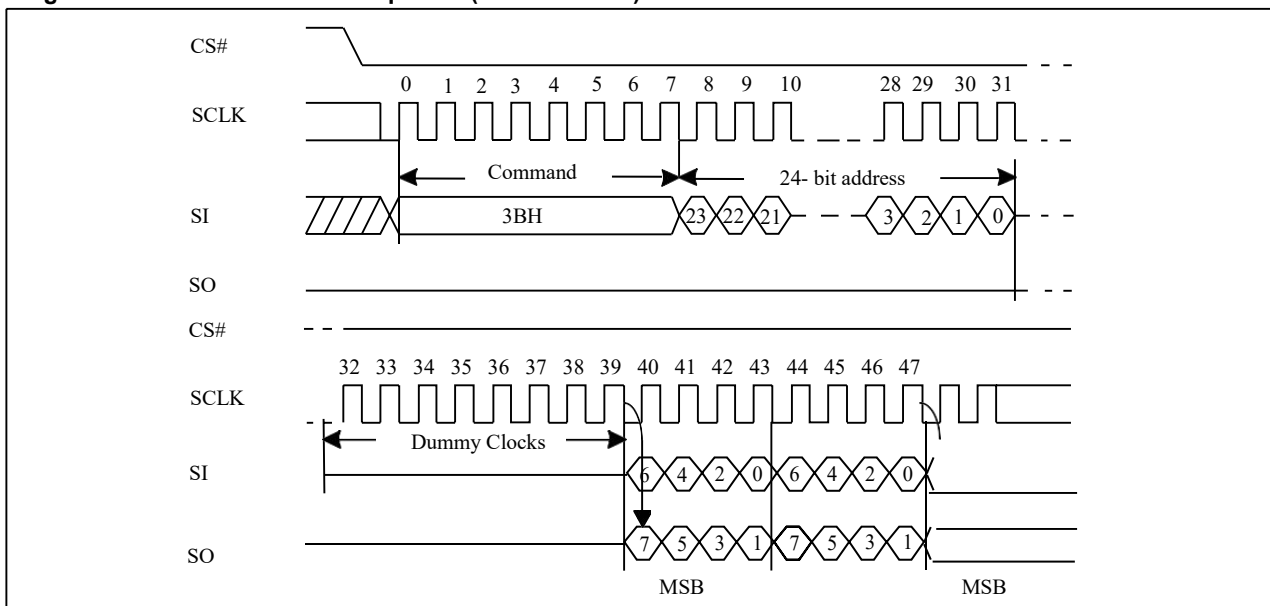 CS#
0 1 2 3 4 5 6 7 8 9 10 28 29 30 31
SCLK
Command
24- bit address
SI
3BH
23 22 21 3 2 1 0
SO
CS#
32 33 34 35 36 37 38 39 40 41 42 43 44 45 46 47
SCLK
Dummy Clocks
SI
6 4 2 0 6 4 2 0
SO
7 5 3 1 7 5 3 1
MSB MSB